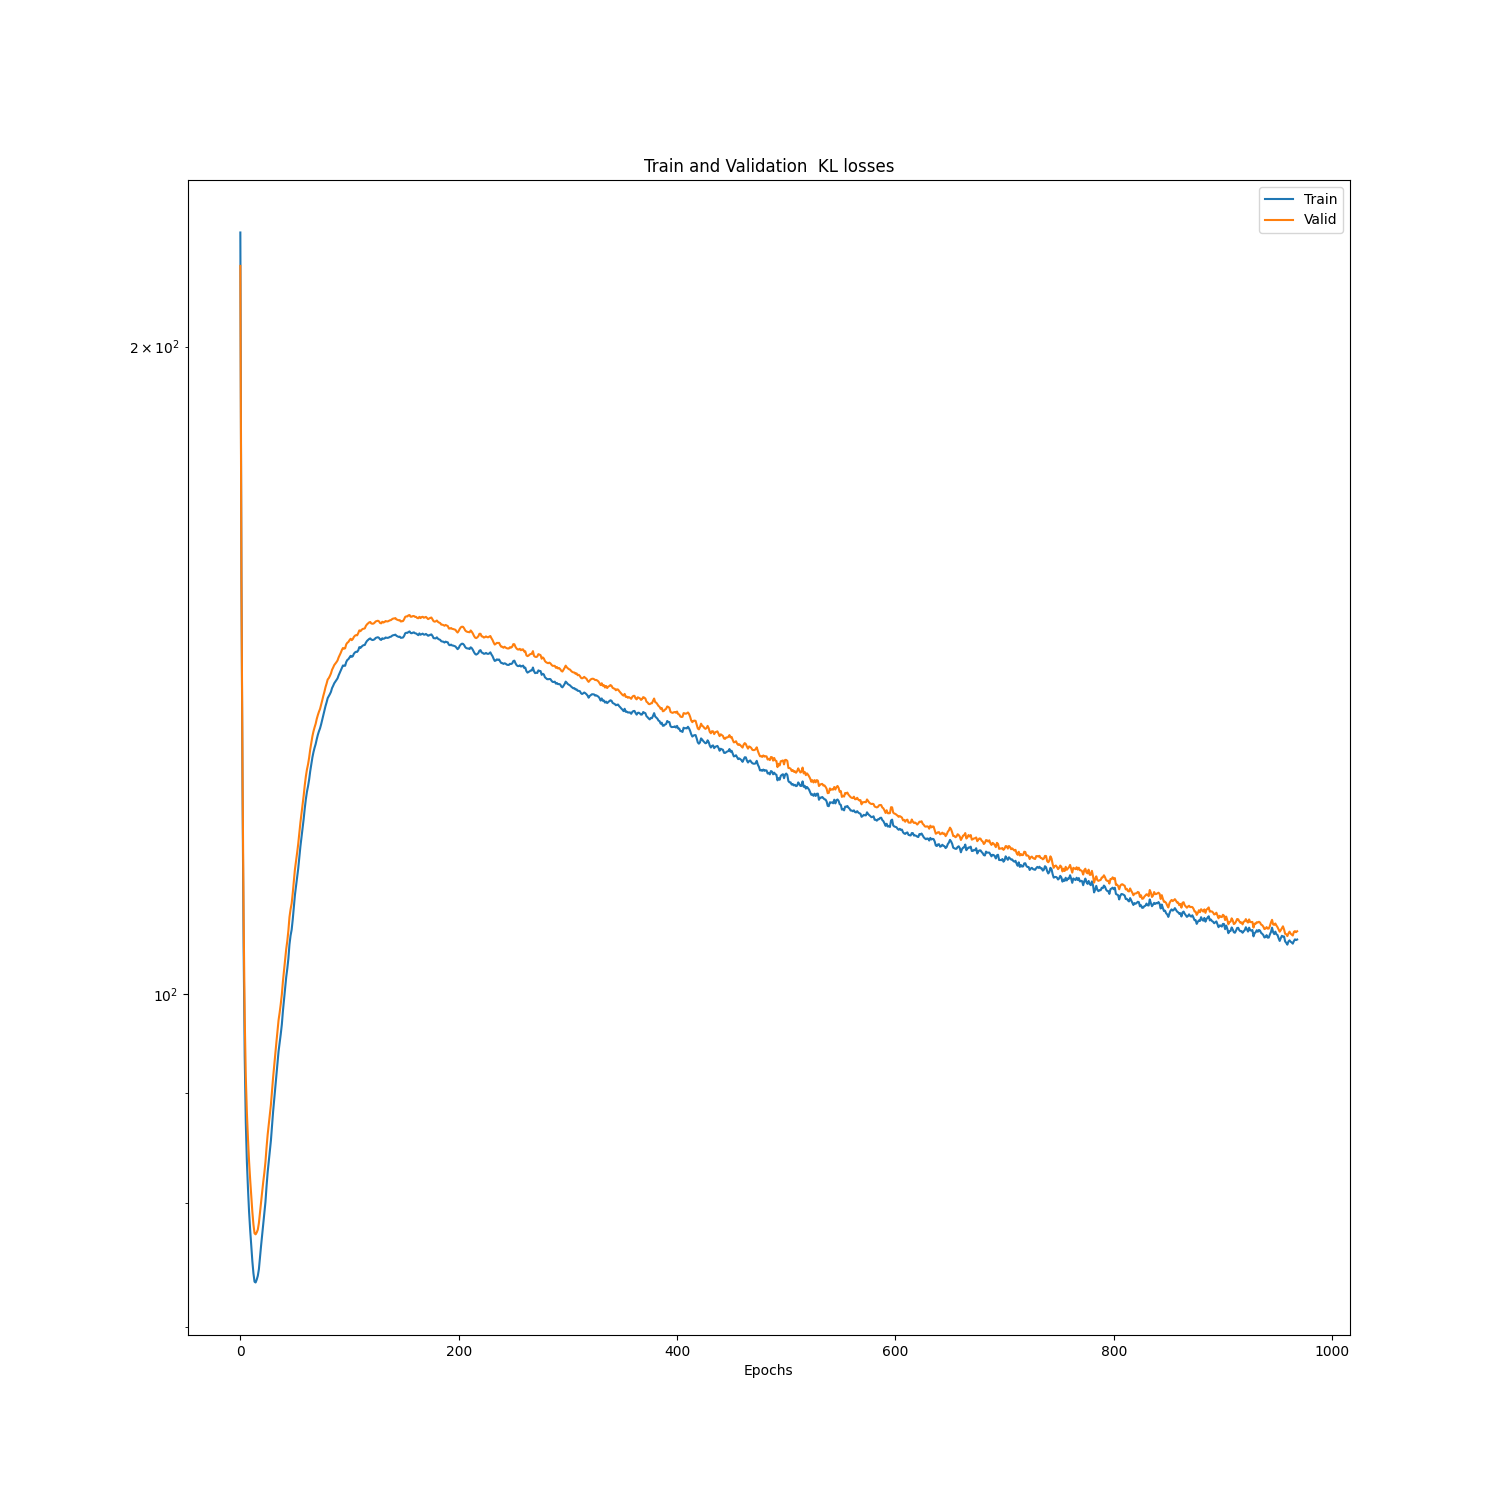 Train and Validation  KL losses
Train
Valid
2 × 10²
10²
0 200 400 600 800 1000
Epochs